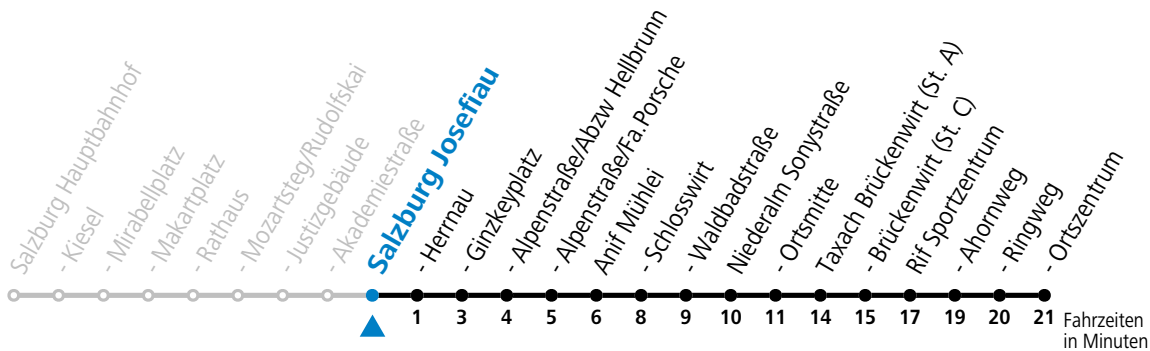 Salzburg Hauptbahnhof
- Kiesel
- Mirabellplatz
- Makartplatz
- Rathaus
- Mozartsteg/Rudolfskai
- Justizgebäude
- Akademiestraße
Salzburg Josefiau
- Herrnau
- Ginzkeyplatz
- Alpenstraße/Abzw Hellbrunn
- Alpenstraße/Fa.Porsche
Anif Mühlei
- Schlosswirt
- Waldbadstraße
Niederalm Sonystraße
- Ortsmitte
Taxach Brückenwirt (St. A)
- Brückenwirt (St. C)
Rif Sportzentrum
- Ahornweg
- Ringweg
- Ortszentrum
1 3 4 5 6 8 9 10 11 14 15 17 19 20 21 Fahrzeiten
in Minuten